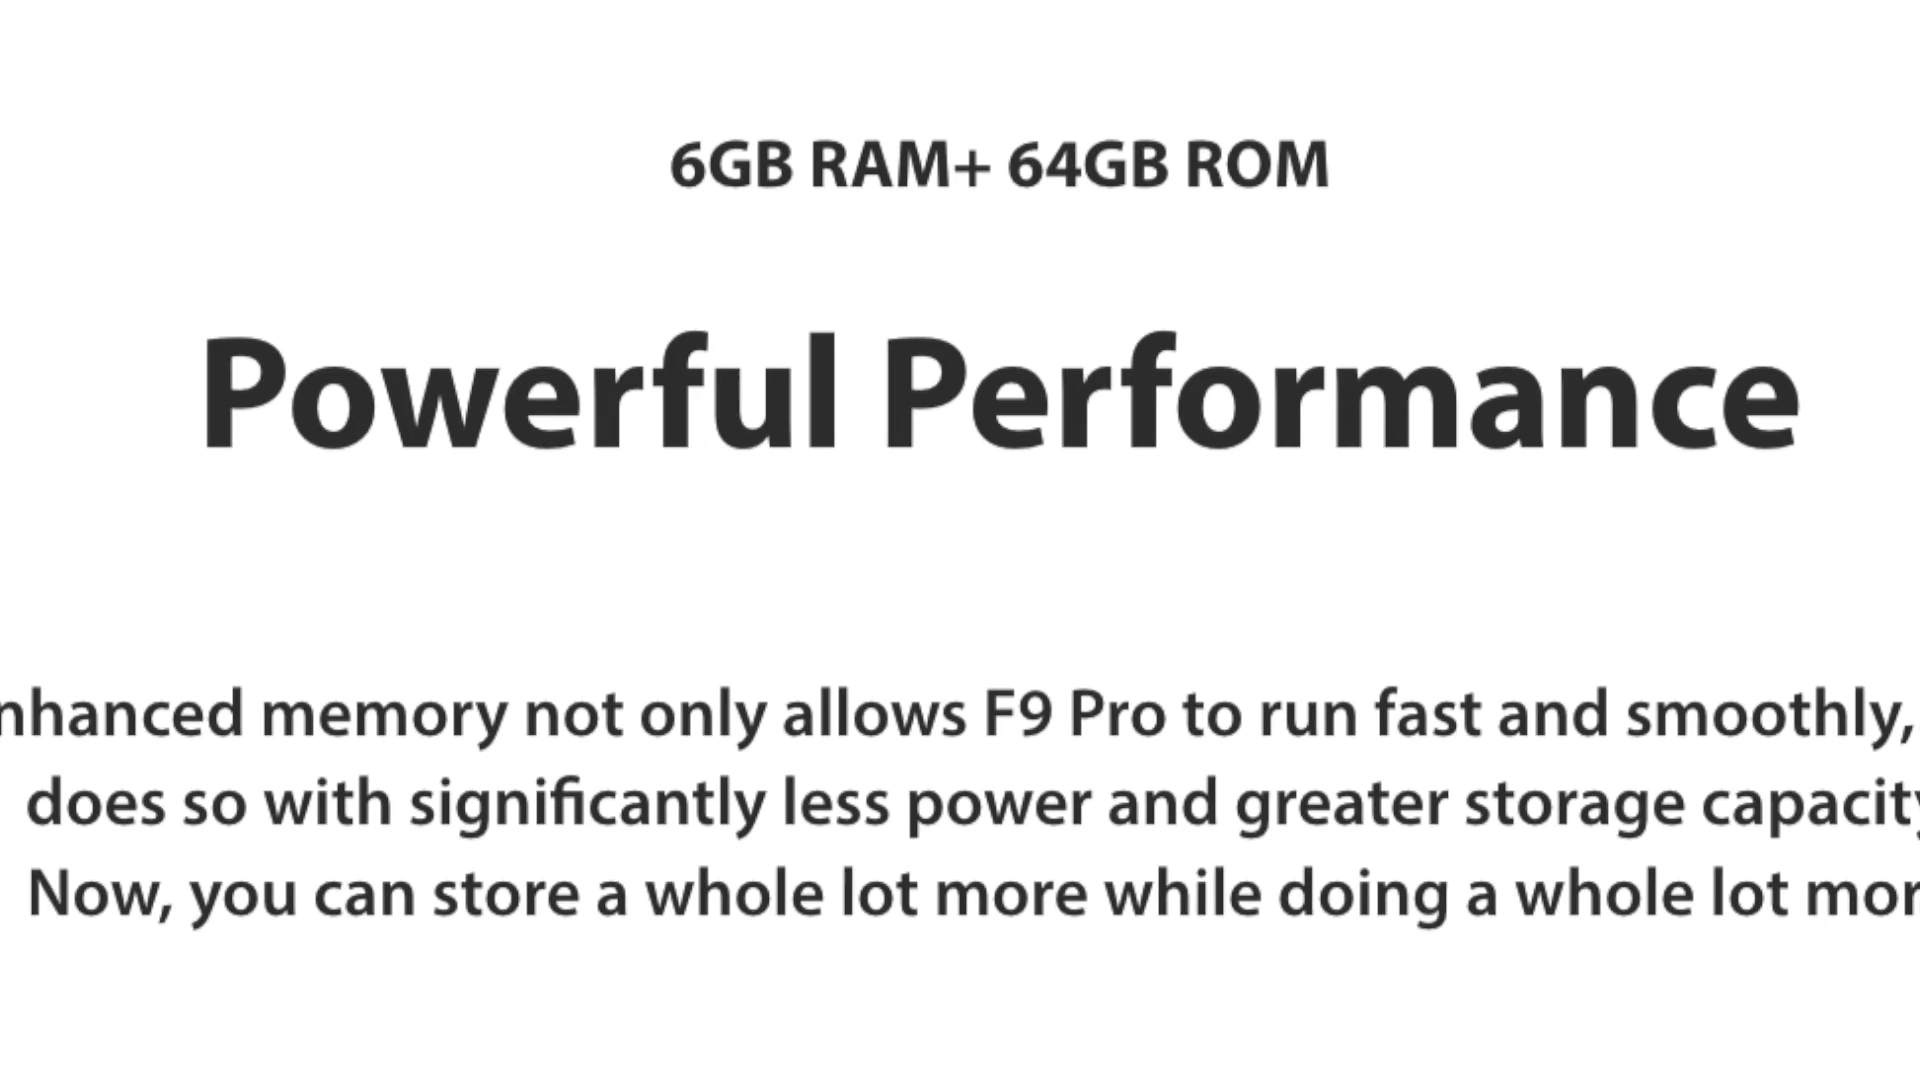 6GB RAM+ 64GB ROM
Powerful Performance
nhanced memory not only allows F9 Pro to run fast and smoothly,
does so with significantly less power and greater storage capacity
Now, you can store a whole lot more while doing a whole lot mor